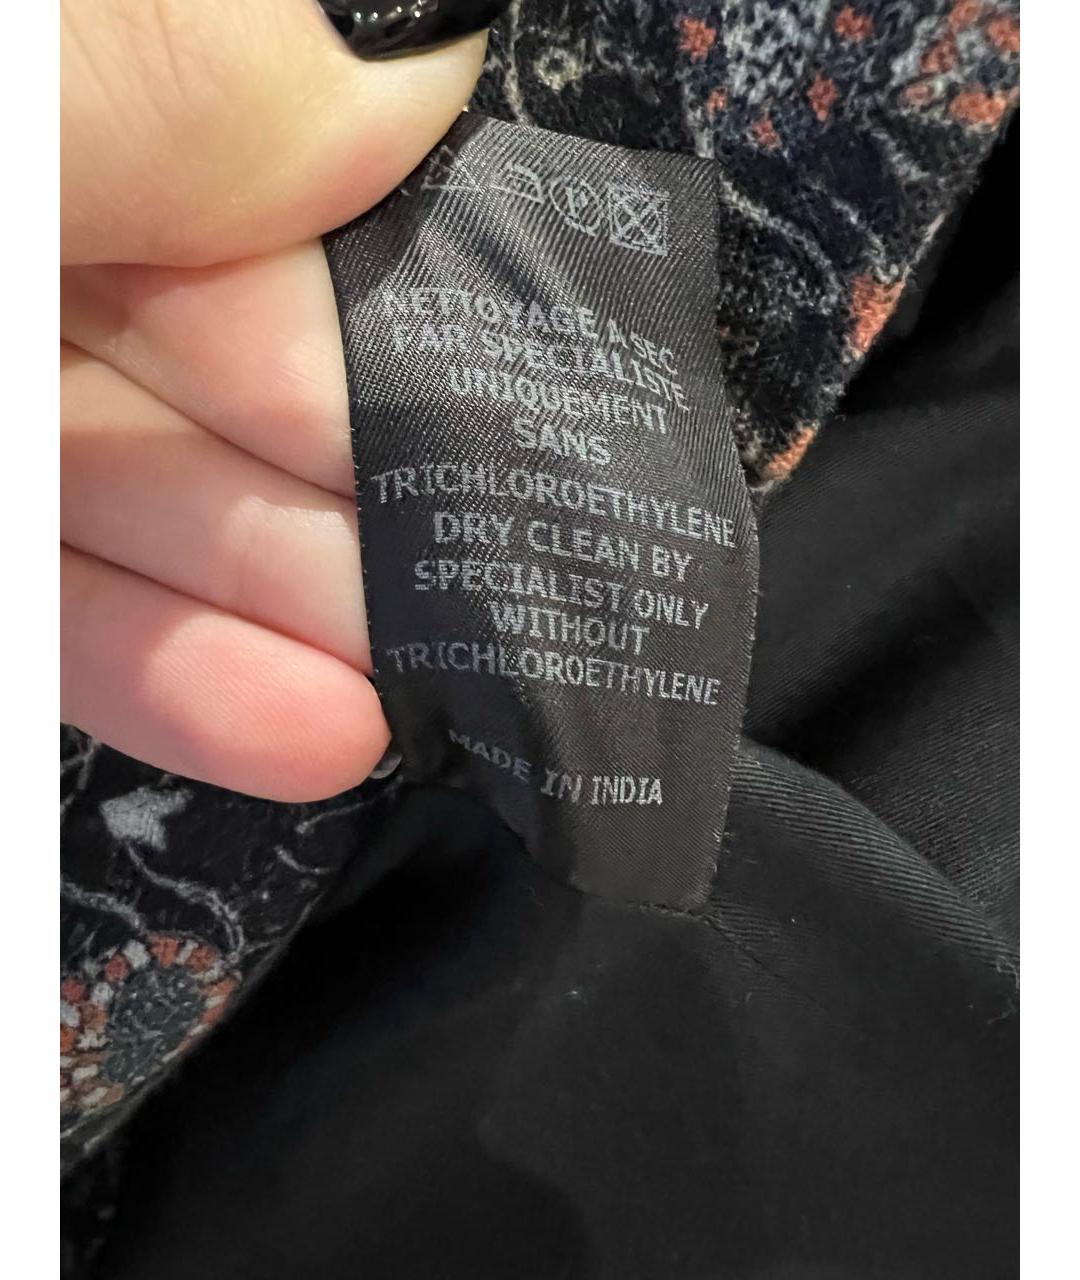 P
NETTOYAGE A SEC
PAR SPECIALISTE
UNIQUEMENT
SANS
TRICHLOROETHYLENE
DRY CLEAN BY
SPECIALIST ONLY
WITHOUT
TRICHLOROETHYLENE
MADE IN INDIA